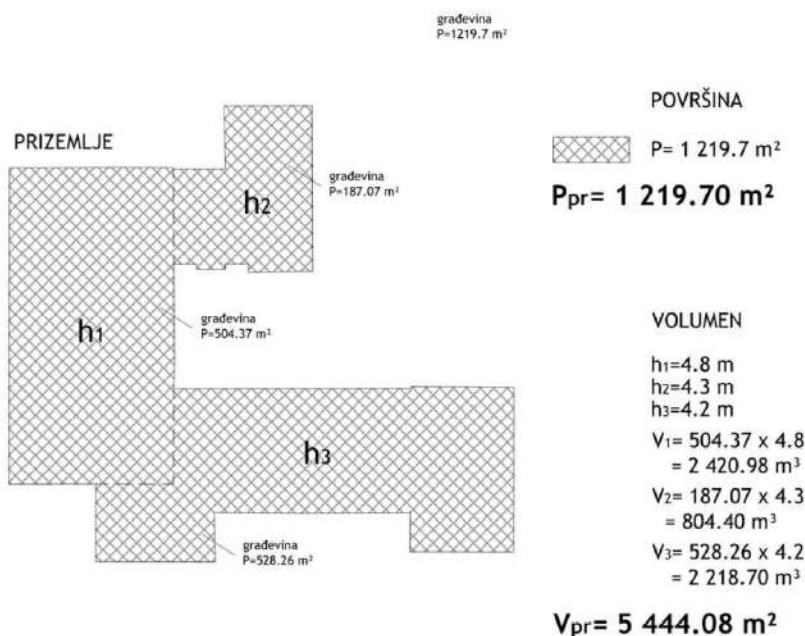 građevina
P=1219.7 m²
PRIZEMLJE
građevina
P=187.07 m²
h2
h1
građevina
P=504.37 m²
h3
građevina
P=528.26 m²
POVRŠINA
P= 1 219.7 m²
Ppr= 1 219.70 m²
VOLUMEN
h1=4.8 m
h2=4.3 m
h3=4.2 m
V1= 504.37 x 4.8
= 2 420.98 m³
V2= 187.07 x 4.3
= 804.40 m³
V3= 528.26 x 4.2
= 2 218.70 m³
Vpr= 5 444.08 m²